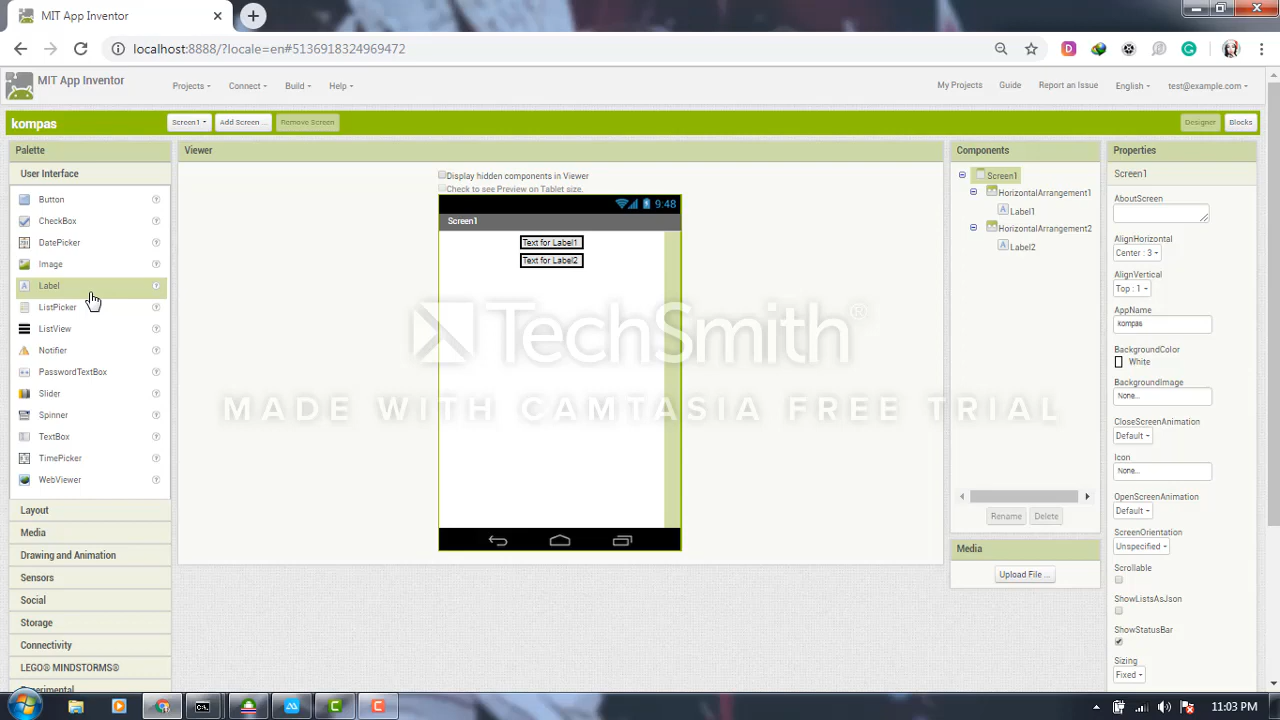 MIT App Inventor
localhost:8888/?locale=en#5136918324969472
MIT App Inventor
Projects
Connect
Build
Help
My Projects
Guide
Report an Issue
English
test@example.com
kompas
Screen1
Add Screen ...
Remove Screen
Designer
Blocks
Palette
User Interface
Button
CheckBox
DatePicker
Image
Label
ListPicker
ListView
Notifier
PasswordTextBox
Slider
Spinner
TextBox
TimePicker
WebViewer
Layout
Media
Drawing and Animation
Sensors
Social
Storage
Connectivity
LEGO® MINDSTORMS®
Experimental
Viewer
Display hidden components in Viewer
Check to see Preview on Tablet size.
9:48
Screen1
Text for Label1
Text for Label2
TechSmith®
MADE WITH CAMTASIA FREE TRIAL
Components
Screen1
HorizontalArrangement1
Label1
HorizontalArrangement2
Label2
Rename
Delete
Media
Upload File ...
Properties
Screen1
AboutScreen
AlignHorizontal
Center : 3
AlignVertical
Top : 1
AppName
kompas
BackgroundColor
White
BackgroundImage
None...
CloseScreenAnimation
Default
Icon
None...
OpenScreenAnimation
Default
ScreenOrientation
Unspecified
Scrollable
ShowListsAsJson
ShowStatusBar
Sizing
Fixed
11:03 PM